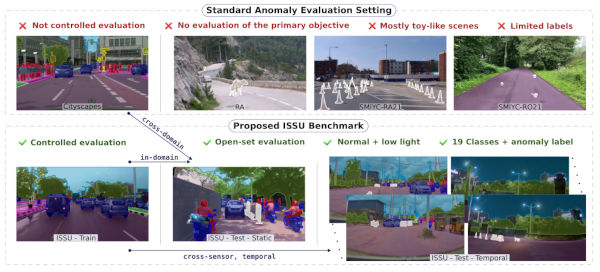 Standard Anomaly Evaluation Setting
✗ Not controlled evaluation
✗ No evaluation of the primary objective
✗ Mostly toy-like scenes
✗ Limited labels
Cityscapes
RA
SMIYC-RA21
SMIYC-RO21
cross-domain
Proposed ISSU Benchmark
✓ Controlled evaluation
in-domain
✓ Open-set evaluation
✓ Normal + low light
✓ 19 Classes + anomaly label
ISSU - Train
ISSU - Test - Static
ISSU - Test - Temporal
cross-sensor, temporal